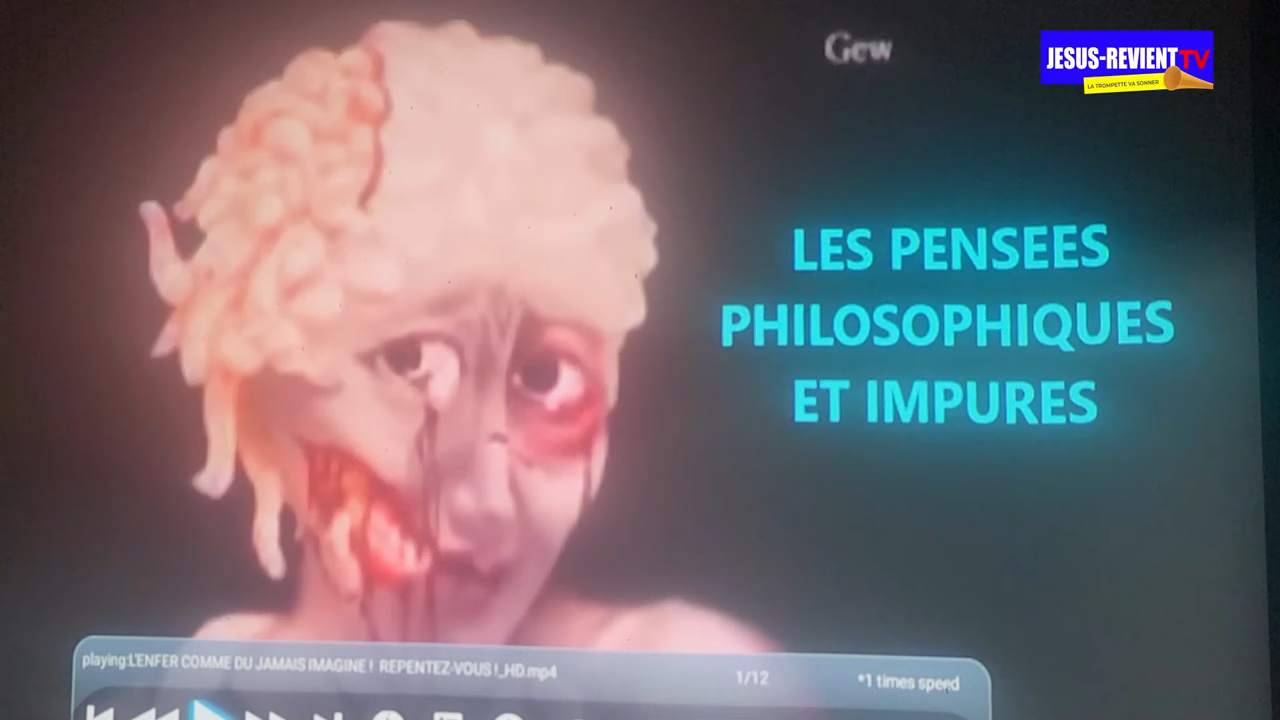 Gew
JESUS-REVIENT TV
LA TROMPETTE VA SONNER
LES PENSEES
PHILOSOPHIQUES
ET IMPURES
playing:L'ENFER COMME DU JAMAIS IMAGINE ! REPENTEZ-VOUS !_HD.mp4
1/12
*1 times speed